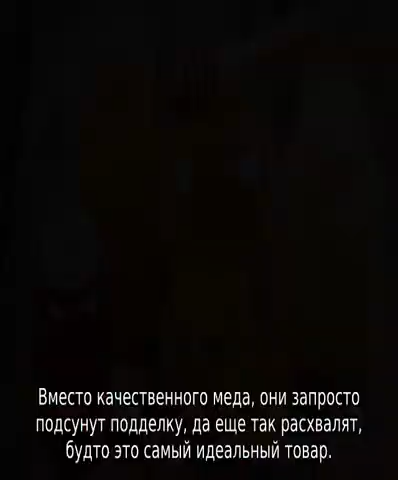 Вместо качественного меда, они запросто
подсунут подделку, да еще так расхвалят,
будто это самый идеальный товар.